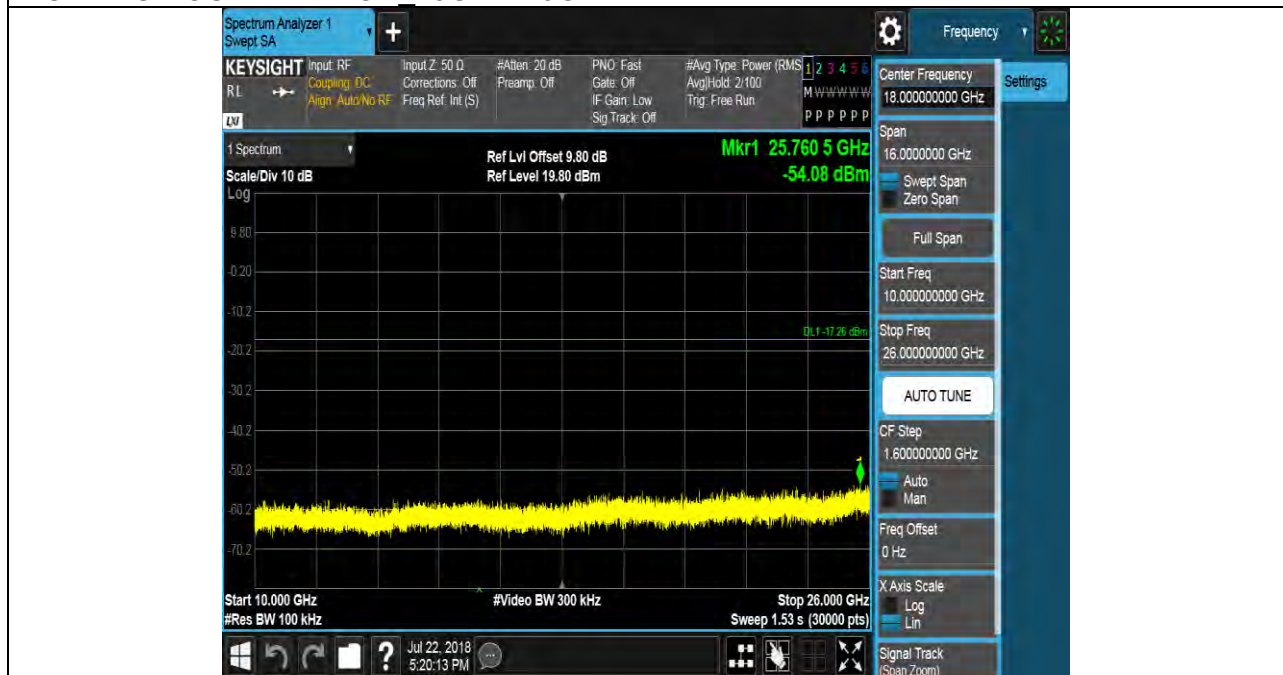 Spectrum Analyzer 1
Swept SA
+
Frequency
KEYSIGHT
RL
LXI
Input: RF
Coupling: DC
Align: Auto/No RF
Input Z: 50 Ω
Corrections: Off
Freq Ref: Int (S)
#Atten: 20 dB
Preamp: Off
PNO: Fast
Gate: Off
IF Gain: Low
Sig Track: Off
#Avg Type: Power (RMS
Avg|Hold: 2/100
Trig: Free Run
1 2 3 4 5 6
M W W W W W
P P P P P P
Center Frequency
18.000000000 GHz
Settings
1 Spectrum
Scale/Div 10 dB
Log
Ref Lvl Offset 9.80 dB
Ref Level 19.80 dBm
Mkr1 25.760 5 GHz
-54.08 dBm
Span
16.0000000 GHz
Swept Span
Zero Span
Full Span
9.80
-0.20
-10.2
-20.2
-30.2
-40.2
-50.2
-60.2
-70.2
DL1 -17.26 dBm
1
Start Freq
10.000000000 GHz
Stop Freq
26.000000000 GHz
AUTO TUNE
CF Step
1.600000000 GHz
Auto
Man
Freq Offset
0 Hz
X Axis Scale
Log
Lin
Signal Track
(Span Zoom)
Start 10.000 GHz
#Res BW 100 kHz
#Video BW 300 kHz
Stop 26.000 GHz
Sweep 1.53 s (30000 pts)
?
Jul 22, 2018
5:20:13 PM